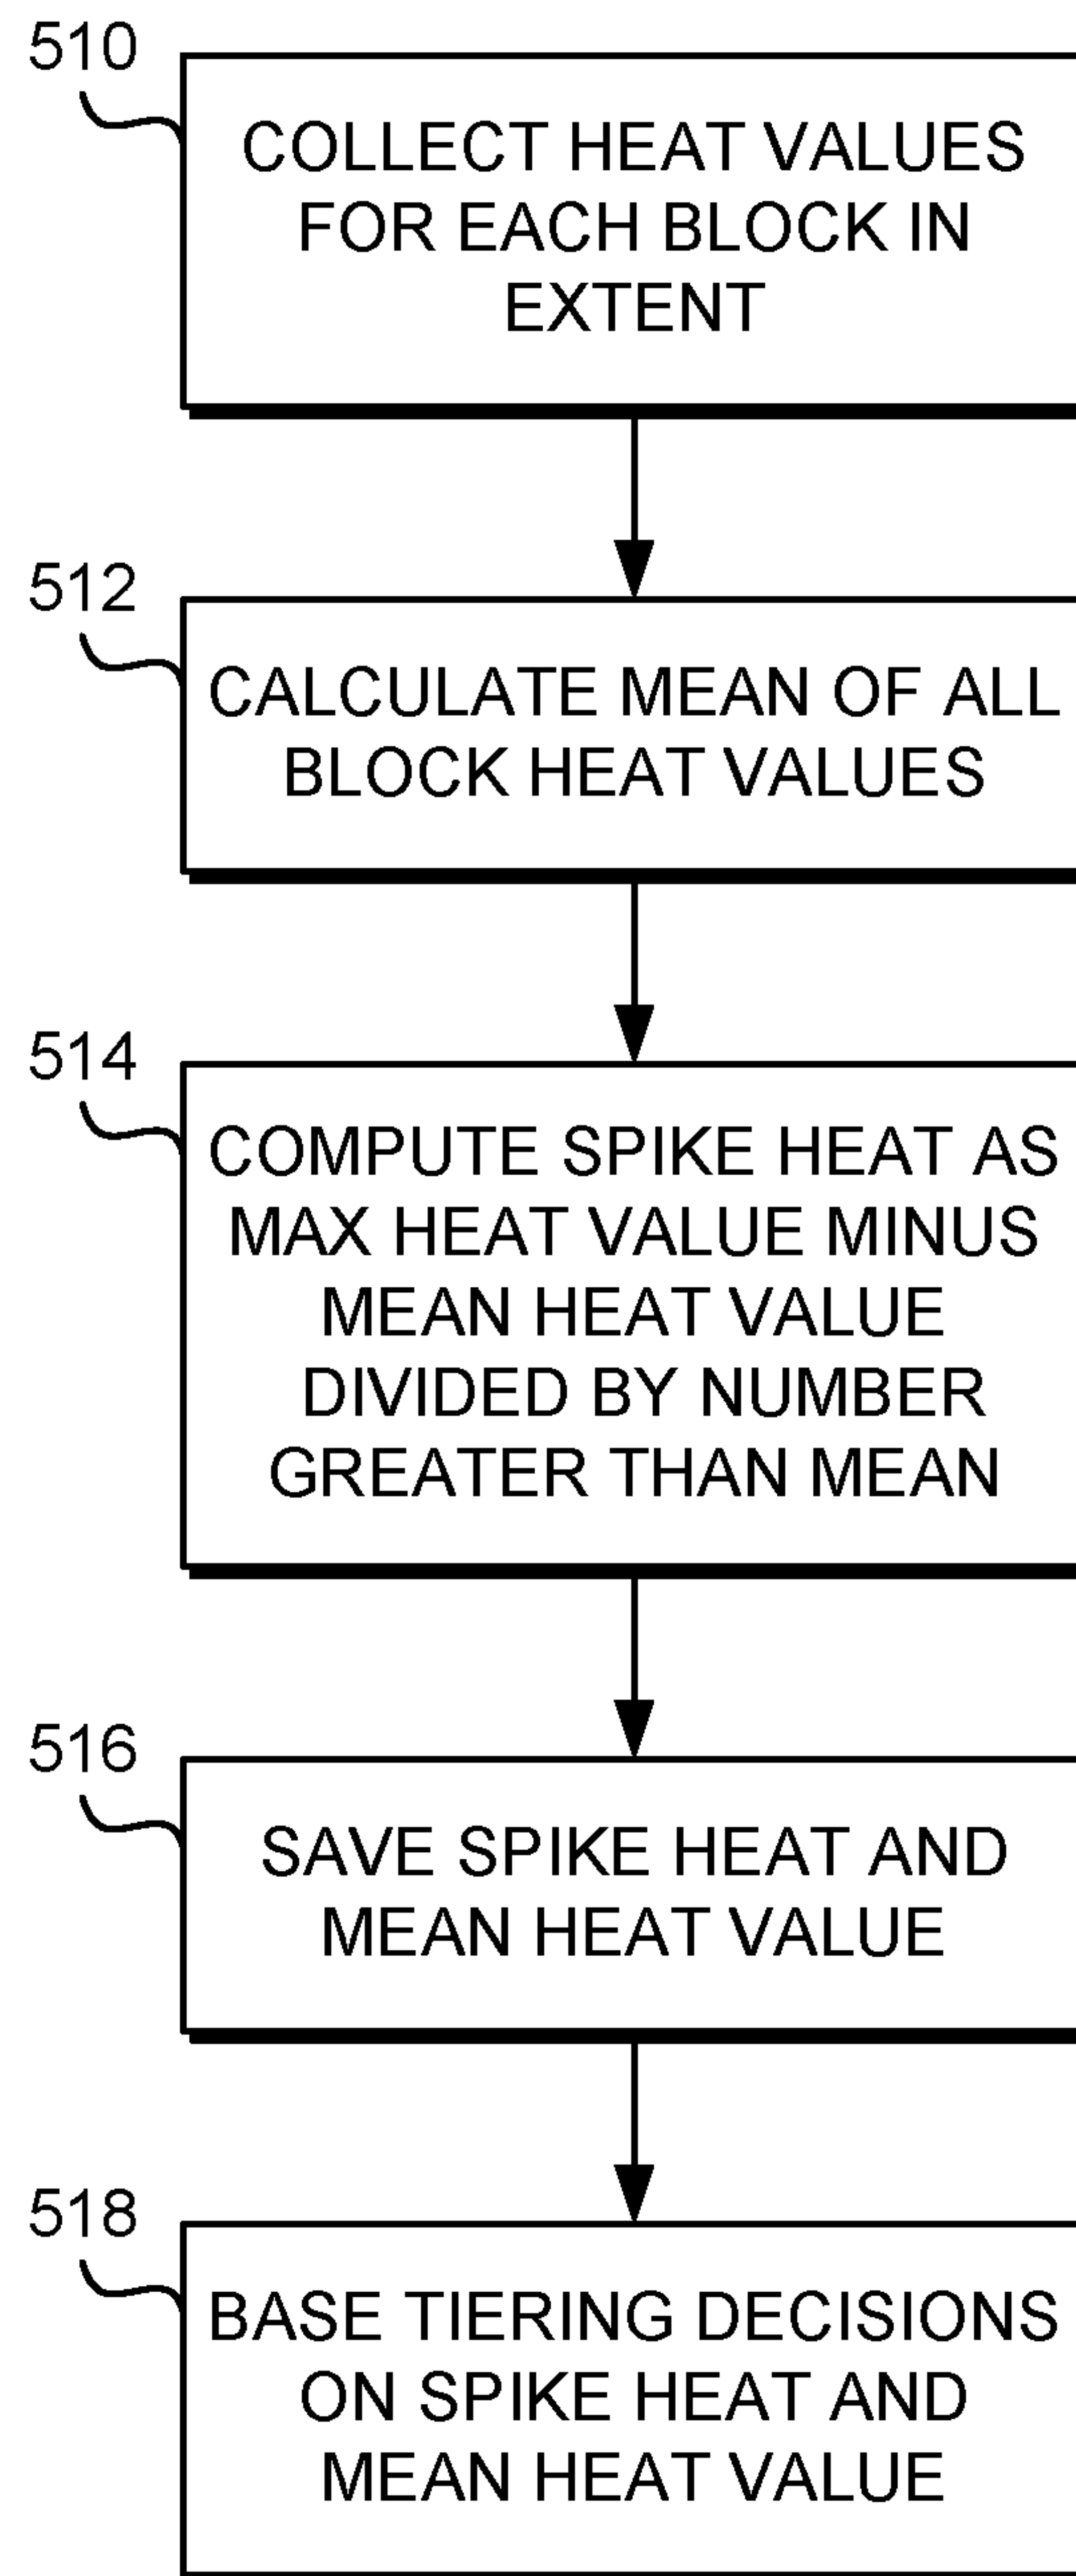 510
COLLECT HEAT VALUES
FOR EACH BLOCK IN
EXTENT
512
CALCULATE MEAN OF ALL
BLOCK HEAT VALUES
514
COMPUTE SPIKE HEAT AS
MAX HEAT VALUE MINUS
MEAN HEAT VALUE
DIVIDED BY NUMBER
GREATER THAN MEAN
516
SAVE SPIKE HEAT AND
MEAN HEAT VALUE
518
BASE TIERING DECISIONS
ON SPIKE HEAT AND
MEAN HEAT VALUE